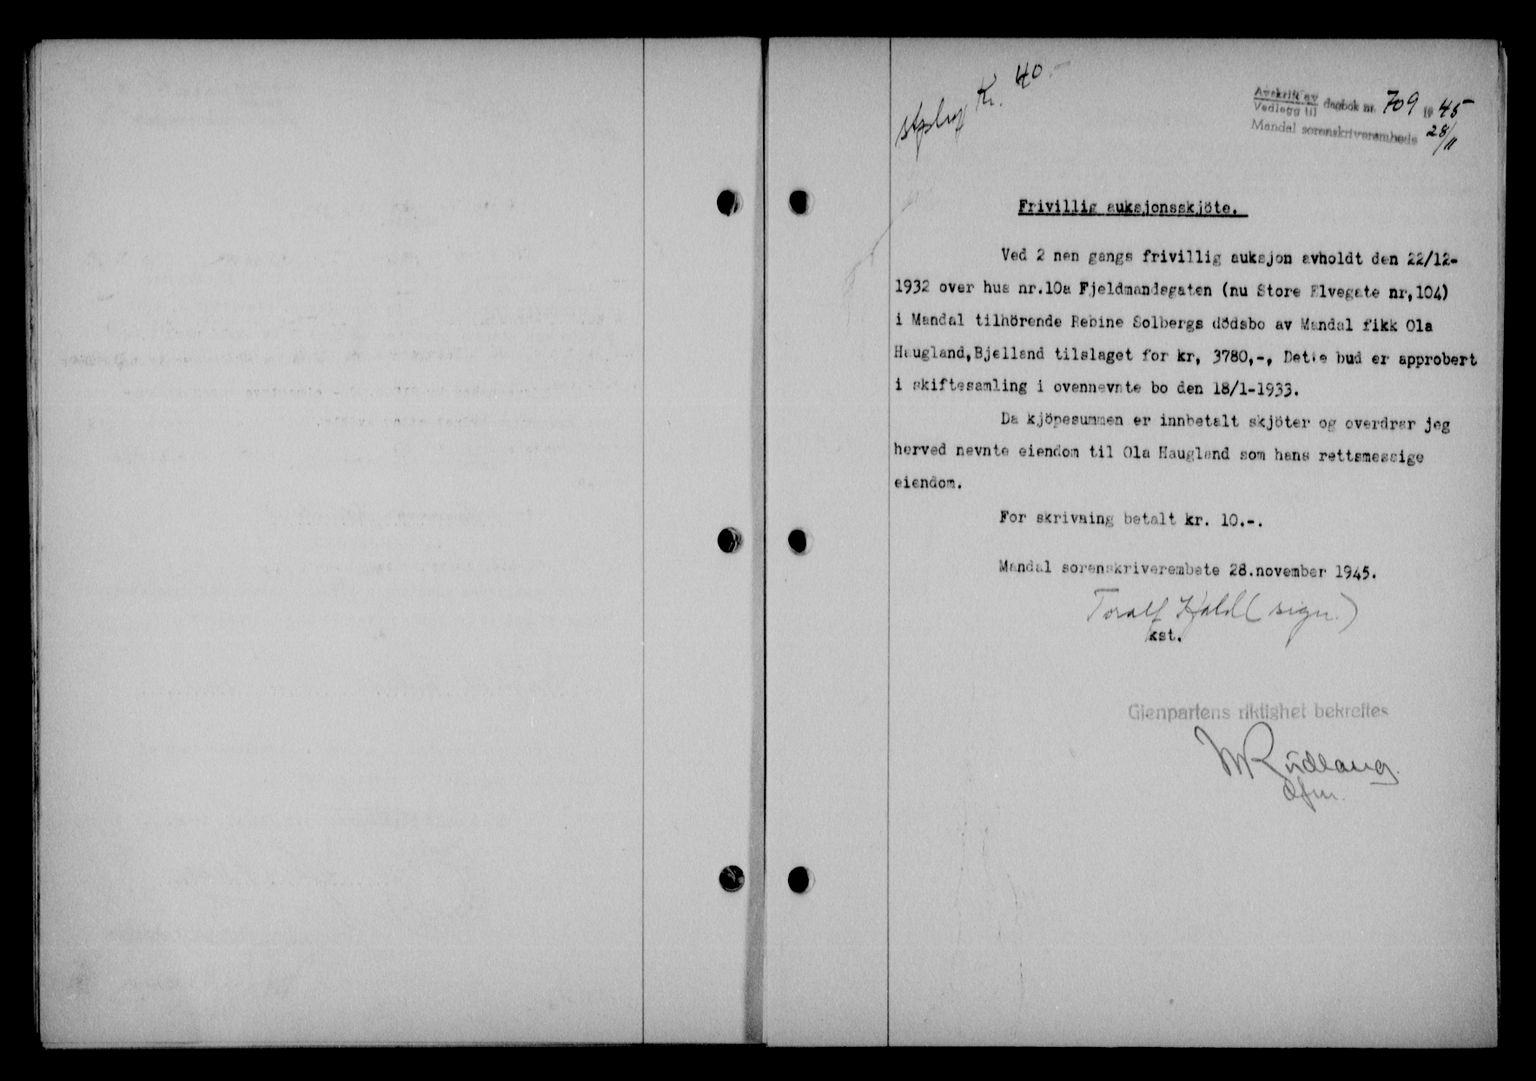 Kr. 40.-
Avskrift av
Vedlegg til dagbok nr. 709 1945
Mandal sorenskriverembede 28/11
Frivillig auksjonsskjöte.
Ved 2 nen gangs frivillig auksjon avholdt den 22/12-
1932 over hus nr.10a Fjeldmandsgaten (nu Store Elvegate nr,104)
i Mandal tilhörende Rebine Solbergs dödsbo av Mandal fikk Ola
Haugland,Bjelland tilslaget for kr, 3780,-, Dette bud er approbert
i skiftesamling i ovennevnte bo den 18/1-1933.
Da kjöpesummen er innbetalt skjöter og overdrar jeg
herved nevnte eiendom til Ola Haugland som hans rettsmessige
eiendom.
For skrivning betalt kr. 10.-.
Mandal sorenskriverembete 28.november 1945.
Toralf (sign.)
kst.
Gjenpartens riktighet bekreftes